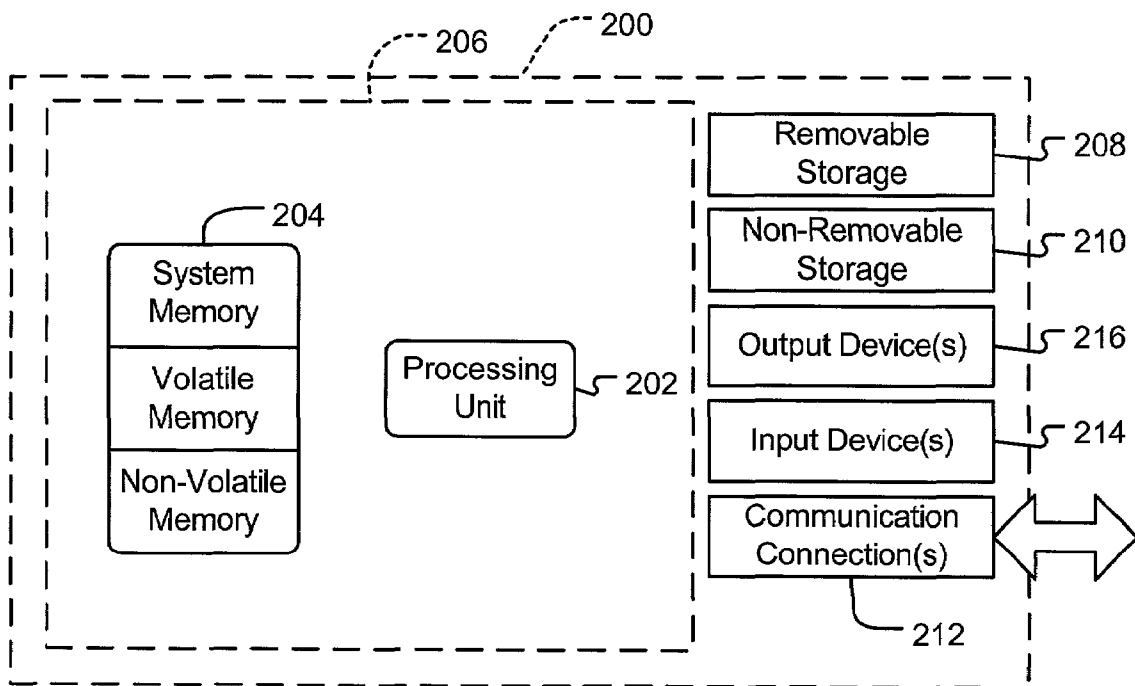 200
206
Removable
Storage
208
204
Non-Removable
Storage
210
System
Memory
Output Device(s)
216
Processing
Unit
202
Volatile
Memory
Input Device(s)
214
Non-Volatile
Memory
Communication
Connection(s)
212